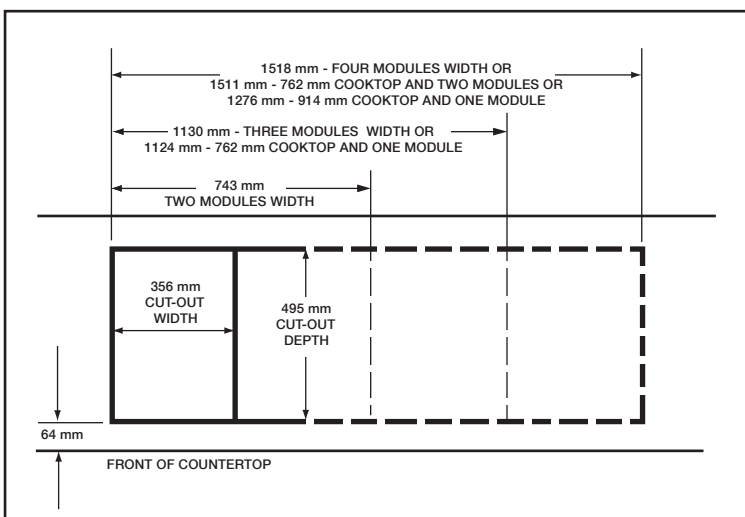 1518 mm - FOUR MODULES WIDTH OR
1511 mm - 762 mm COOKTOP AND TWO MODULES OR
1276 mm - 914 mm COOKTOP AND ONE MODULE
1130 mm - THREE MODULES WIDTH OR
1124 mm - 762 mm COOKTOP AND ONE MODULE
743 mm
TWO MODULES WIDTH
356 mm
CUT-OUT
WIDTH
495 mm
CUT-OUT
DEPTH
64 mm
FRONT OF COUNTERTOP